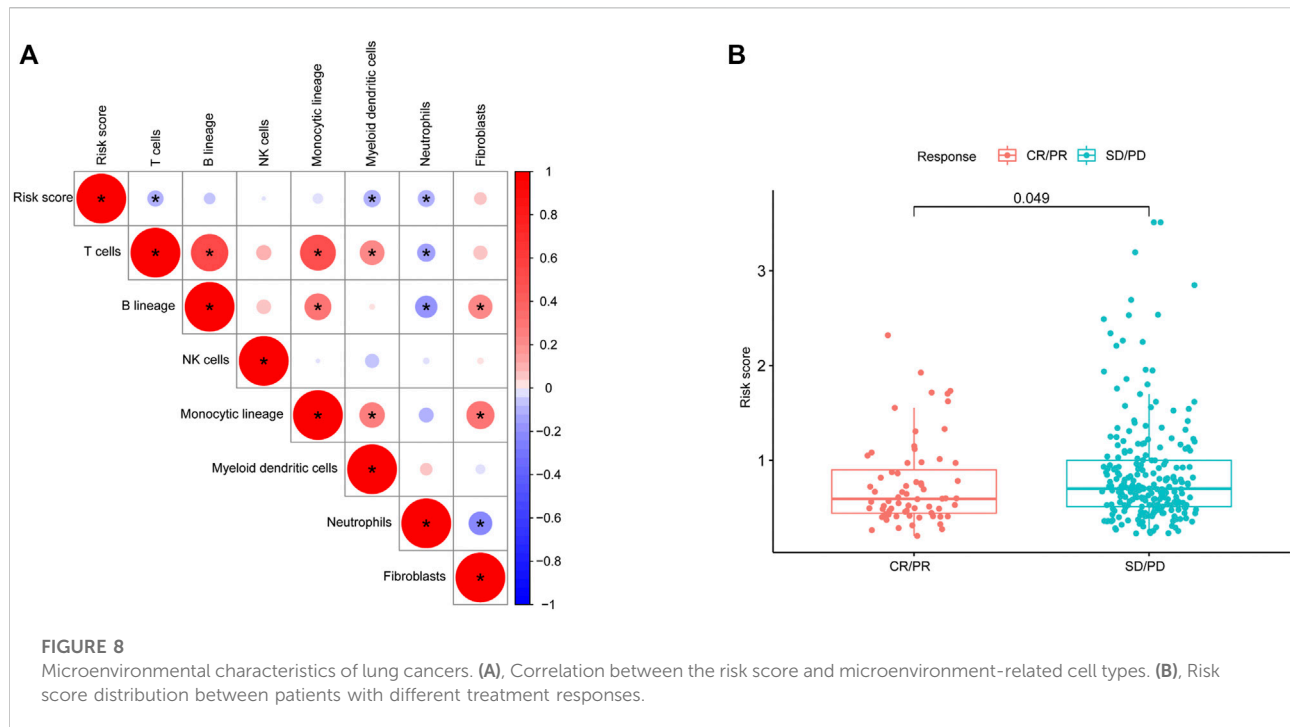 A
B
Risk score
T cells
B lineage
NK cells
Monocytic lineage
Myeloid dendritic cells
Neutrophils
Fibroblasts
Risk score * * * *
T cells * * * * *
B lineage * * * *
NK cells *
Monocytic lineage * * *
Myeloid dendritic cells *
Neutrophils * *
Fibroblasts *
1
0.8
0.6
0.4
0.2
0
−0.2
−0.4
−0.6
−0.8
−1
Response CR/PR SD/PD
0.049
Risk score
3
2
1
CR/PR SD/PD
FIGURE 8
Microenvironmental characteristics of lung cancers. (A), Correlation between the risk score and microenvironment-related cell types. (B), Risk
score distribution between patients with different treatment responses.